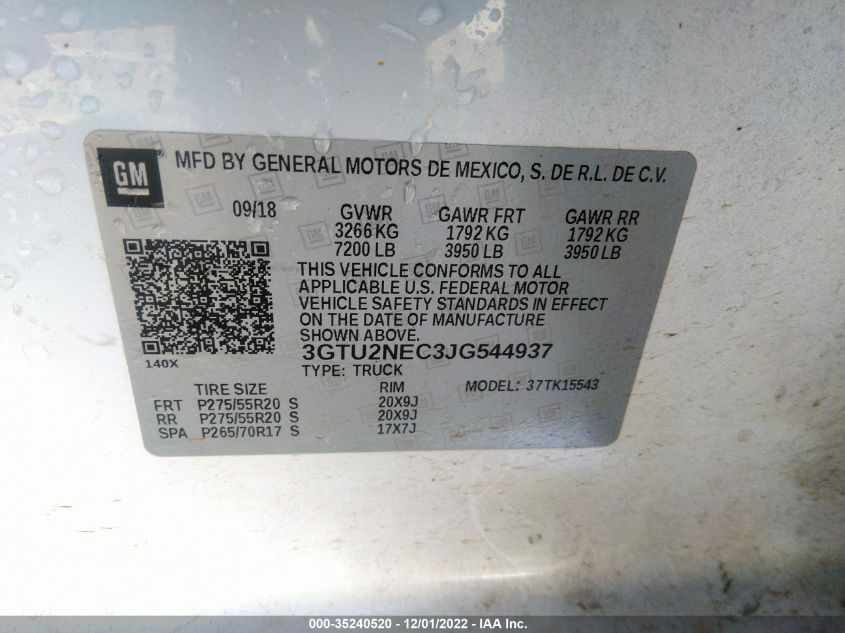 GM MFD BY GENERAL MOTORS DE MEXICO, S. DE R.L. DE C.V.
09/18 GVWR GAWR FRT GAWR RR
3266 KG 1792 KG 1792 KG
7200 LB 3950 LB 3950 LB
THIS VEHICLE CONFORMS TO ALL
APPLICABLE U.S. FEDERAL MOTOR
VEHICLE SAFETY STANDARDS IN EFFECT
ON THE DATE OF MANUFACTURE
SHOWN ABOVE.
3GTU2NEC3JG544937
140X TYPE: TRUCK
TIRE SIZE RIM MODEL: 37TK15543
FRT P275/55R20 S 20X9J
RR P275/55R20 S 20X9J
SPA P265/70R17 S 17X7J
000-35240520 - 12/01/2022 - IAA Inc.